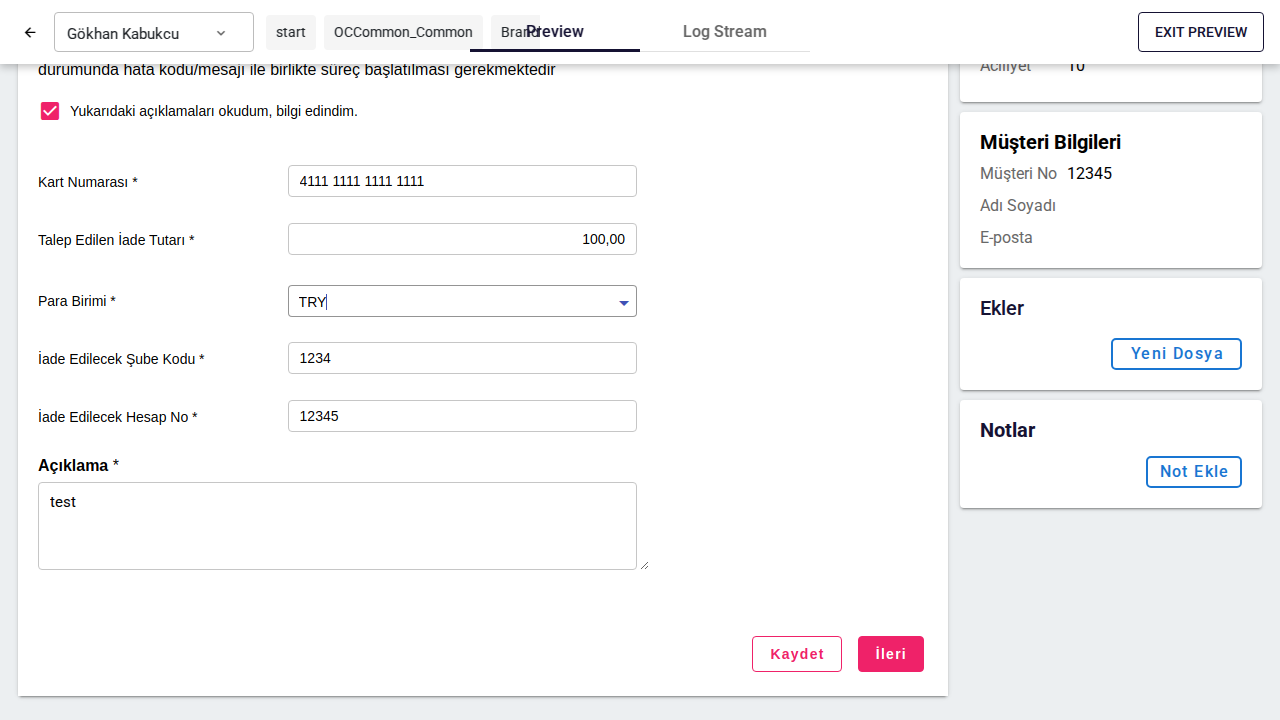 Gökhan Kabukcu
start
OCCommon_Common
Preview
Log Stream
EXIT PREVIEW
durumunda hata kodu/mesajı ile birlikte süreç başlatılması gerekmektedir
Yukarıdaki açıklamaları okudum, bilgi edindim.
Kart Numarası *
4111 1111 1111 1111
Talep Edilen İade Tutarı *
100,00
Para Birimi *
TRY
İade Edilecek Şube Kodu *
1234
İade Edilecek Hesap No *
12345
Açıklama *
test
Kaydet
İleri
Aciliyet 10
Müşteri Bilgileri
Müşteri No 12345
Adı Soyadı
E-posta
Ekler
Yeni Dosya
Notlar
Not Ekle